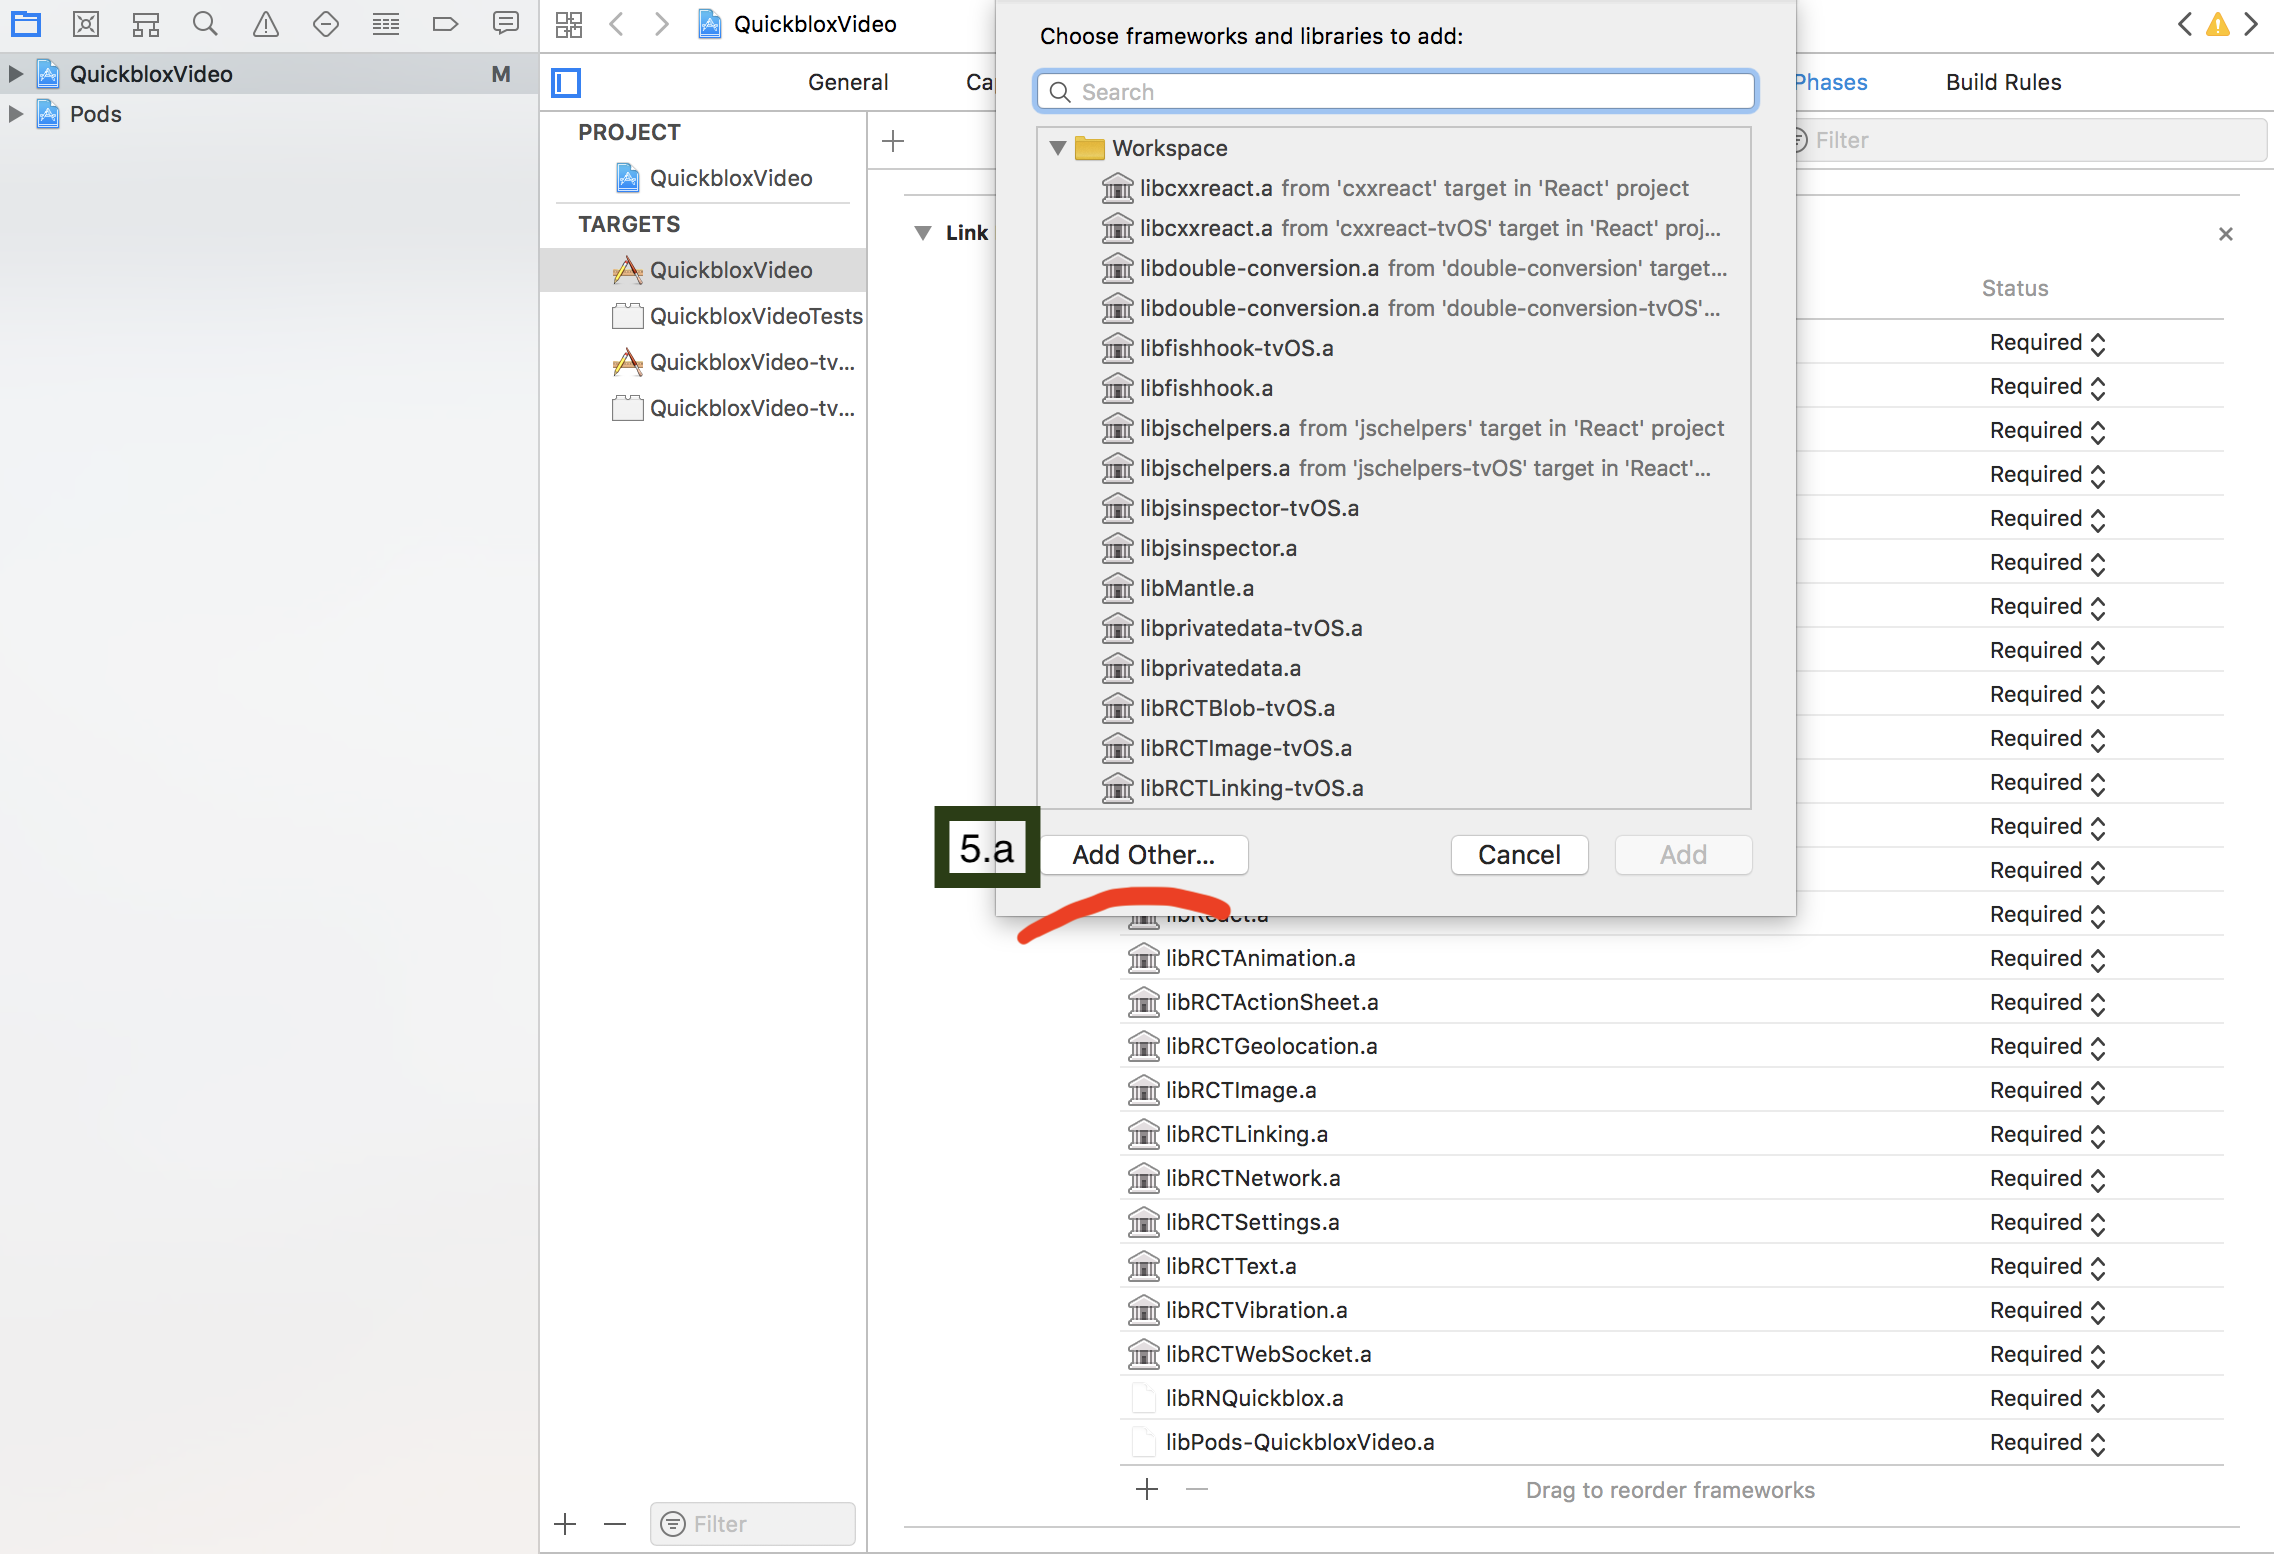 QuickbloxVideo M
Pods
QuickbloxVideo
General
Phases
Build Rules
Filter
PROJECT
QuickbloxVideo
TARGETS
QuickbloxVideo
QuickbloxVideoTests
QuickbloxVideo-tv...
QuickbloxVideo-tv...
Filter
Link
Choose frameworks and libraries to add:
Search
Workspace
libcxxreact.a from 'cxxreact' target in 'React' project
libcxxreact.a from 'cxxreact-tvOS' target in 'React' proj...
libdouble-conversion.a from 'double-conversion' target...
libdouble-conversion.a from 'double-conversion-tvOS'...
libfishhook-tvOS.a
libfishhook.a
libjschelpers.a from 'jschelpers' target in 'React' project
libjschelpers.a from 'jschelpers-tvOS' target in 'React'...
libjsinspector-tvOS.a
libjsinspector.a
libMantle.a
libprivatedata-tvOS.a
libprivatedata.a
libRCTBlob-tvOS.a
libRCTImage-tvOS.a
libRCTLinking-tvOS.a
5.a
Add Other...
Cancel
Add
Status
Required
Required
Required
Required
Required
Required
Required
Required
Required
Required
Required
Required
Required
libReact.a Required
libRCTAnimation.a Required
libRCTActionSheet.a Required
libRCTGeolocation.a Required
libRCTImage.a Required
libRCTLinking.a Required
libRCTNetwork.a Required
libRCTSettings.a Required
libRCTText.a Required
libRCTVibration.a Required
libRCTWebSocket.a Required
libRNQuickblox.a Required
libPods-QuickbloxVideo.a Required
Drag to reorder frameworks